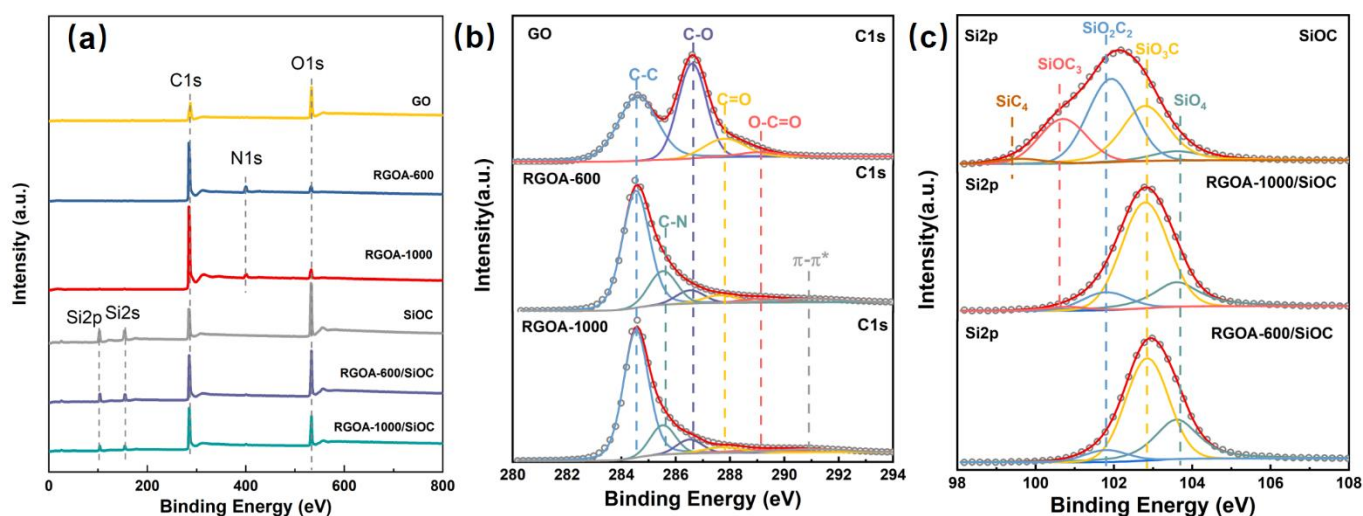 (a)
C1s
O1s
GO
N1s
RGOA-600
RGOA-1000
Si2p
Si2s
SiOC
RGOA-600/SiOC
RGOA-1000/SiOC
0
200
400
600
800
Intensity (a.u.)
Binding Energy (eV)
(b)
GO
C-O
C1s
C-C
C=O
O-C=O
RGOA-600
C1s
C-N
π-π*
RGOA-1000
C1s
280
282
284
286
288
290
292
294
Intensity(a.u.)
Binding Energy (eV)
(c)
Si2p
SiO₂C₂
SiO₃C
SiOC
SiOC₃
SiC₄
SiO₄
Si2p
RGOA-1000/SiOC
Si2p
RGOA-600/SiOC
98
100
102
104
106
108
Intensity(a.u.)
Binding Energy (eV)